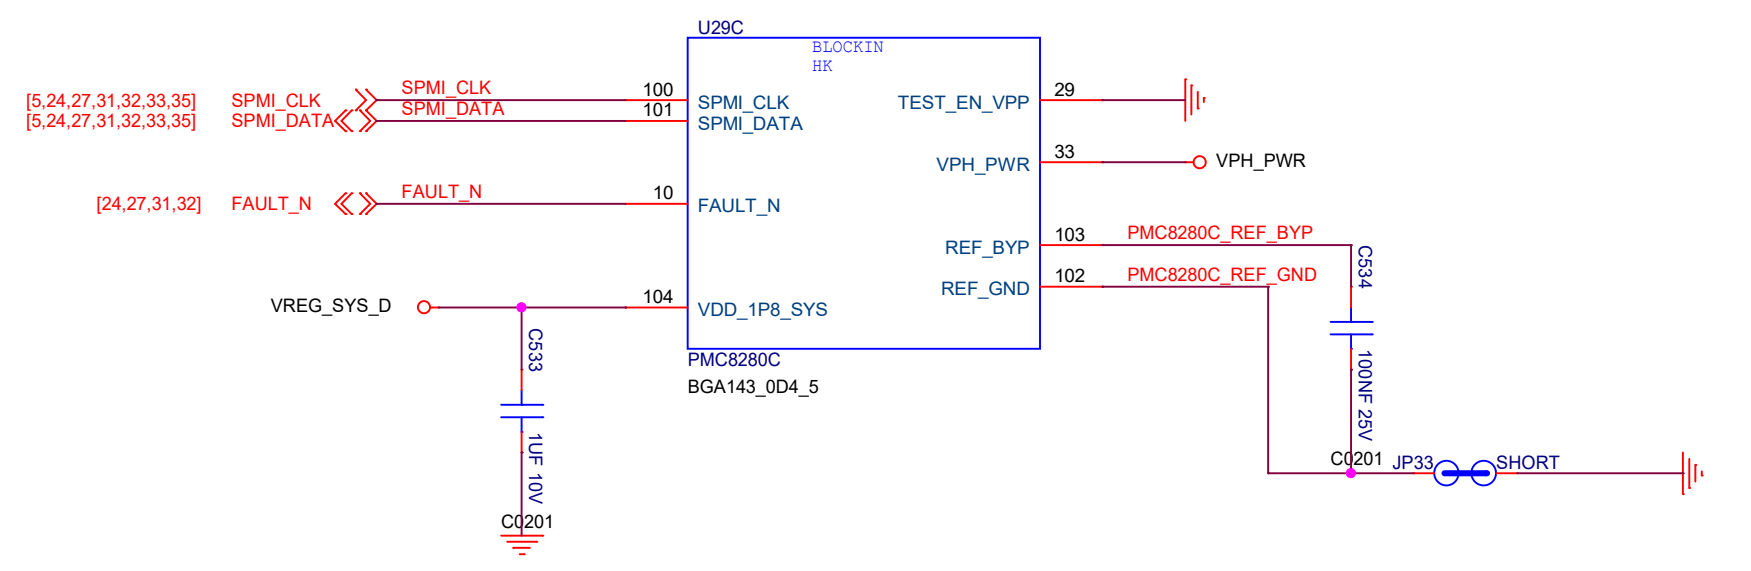 U29C
BLOCKIN
HK
[5,24,27,31,32,33,35] SPMI_CLK SPMI_CLK 100 SPMI_CLK TEST_EN_VPP 29
[5,24,27,31,32,33,35] SPMI_DATA SPMI_DATA 101 SPMI_DATA
VPH_PWR 33 VPH_PWR
[24,27,31,32] FAULT_N FAULT_N 10 FAULT_N
REF_BYP 103 PMC8280C_REF_BYP
REF_GND 102 PMC8280C_REF_GND
C534
100NF 25V
C0201
VREG_SYS_D 104 VDD_1P8_SYS
C533
1UF 10V
C0201
PMC8280C
BGA143_0D4_5
JP33 SHORT